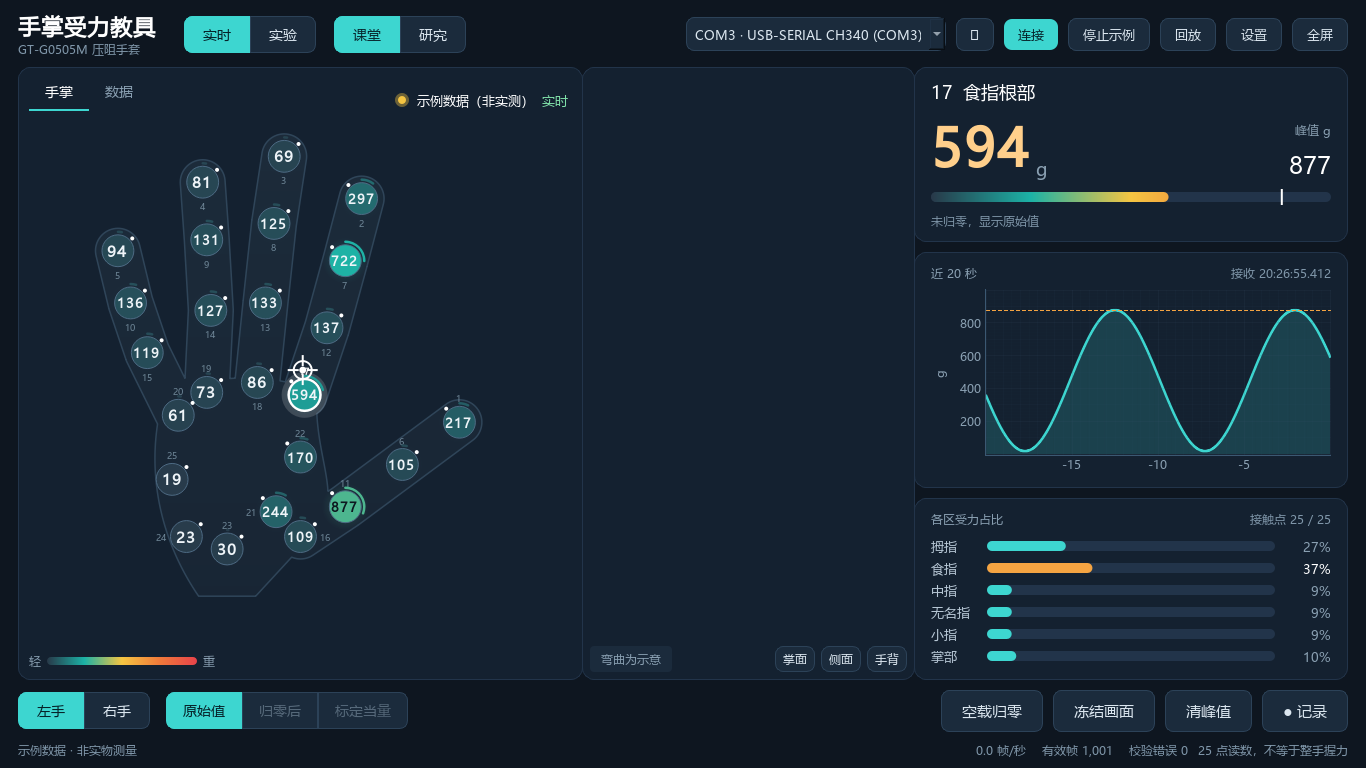 手掌受力教具
GT-G0505M 压阻手套
实时 实验 课堂 研究 COM3 · USB-SERIAL CH340 (COM3) 连接 停止示例 回放 设置 全屏
手掌 数据
示例数据（非实测） 实时
69
3
81
4
297
2
125
8
131
9
94
5
722
7
136
10
133
13
127
14
137
12
119
15
19
73
86
18
594
20
61
1
217
22
170
6
105
25
19
11
877
21 244
24 23
23
30
109 16
轻 重
弯曲为示意 掌面 侧面 手背
17 食指根部
594 g
峰值 g
877
未归零，显示原始值
近 20 秒 接收 20:26:55.412
800
600
g
400
200
-15 -10 -5
各区受力占比 接触点 25 / 25
拇指 27%
食指 37%
中指 9%
无名指 9%
小指 9%
掌部 10%
左手 右手 原始值 归零后 标定当量 空载归零 冻结画面 清峰值 ● 记录
示例数据 · 非实物测量 0.0 帧/秒 有效帧 1,001 校验错误 0 25 点读数，不等于整手握力